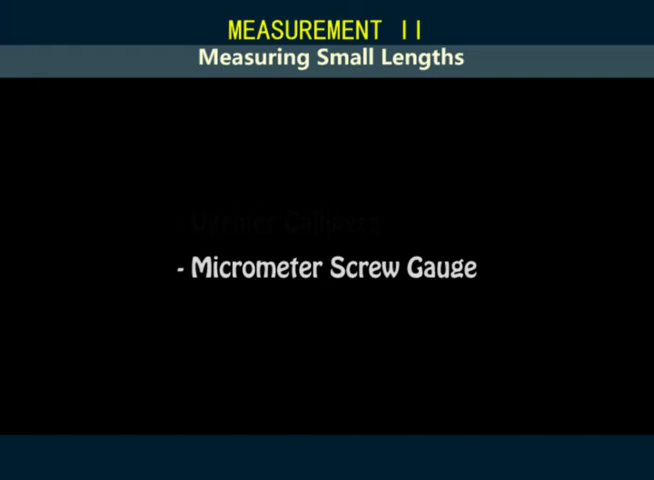 MEASUREMENT II
Measuring Small Lengths
- Micrometer Screw Gauge